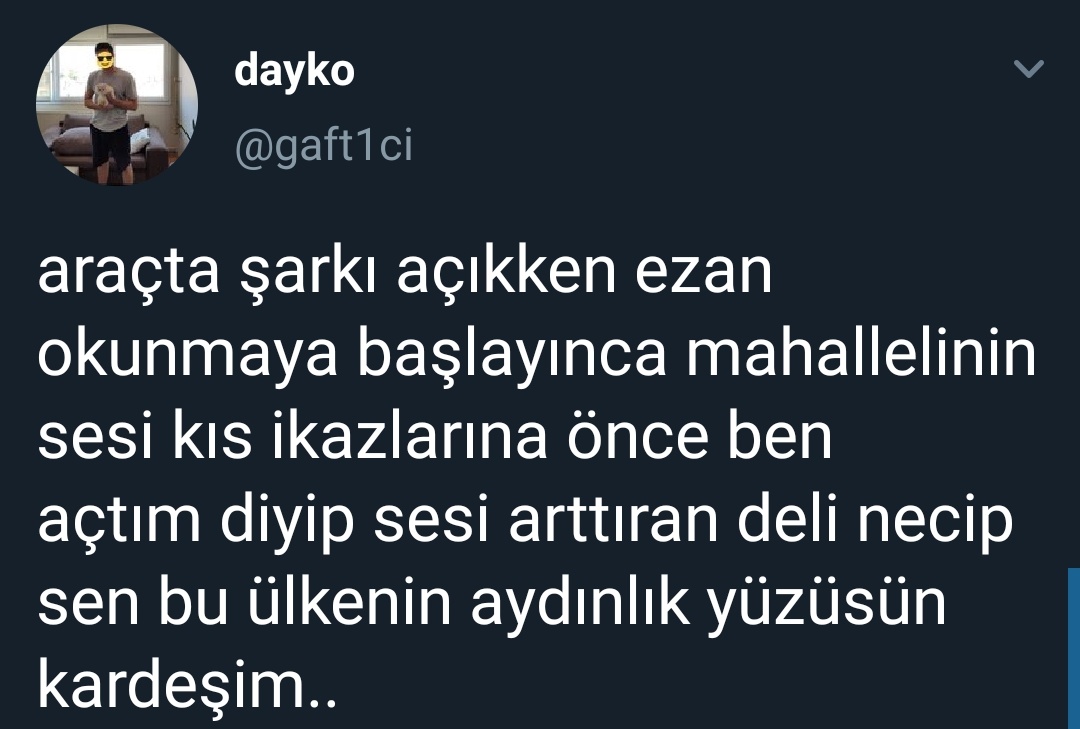 dayko
@gaft1ci
araçta şarkı açıkken ezan
okunmaya başlayınca mahallelinin
sesi kıs ikazlarına önce ben
açtım diyip sesi arttıran deli necip
sen bu ülkenin aydınlık yüzüsün
kardeşim..